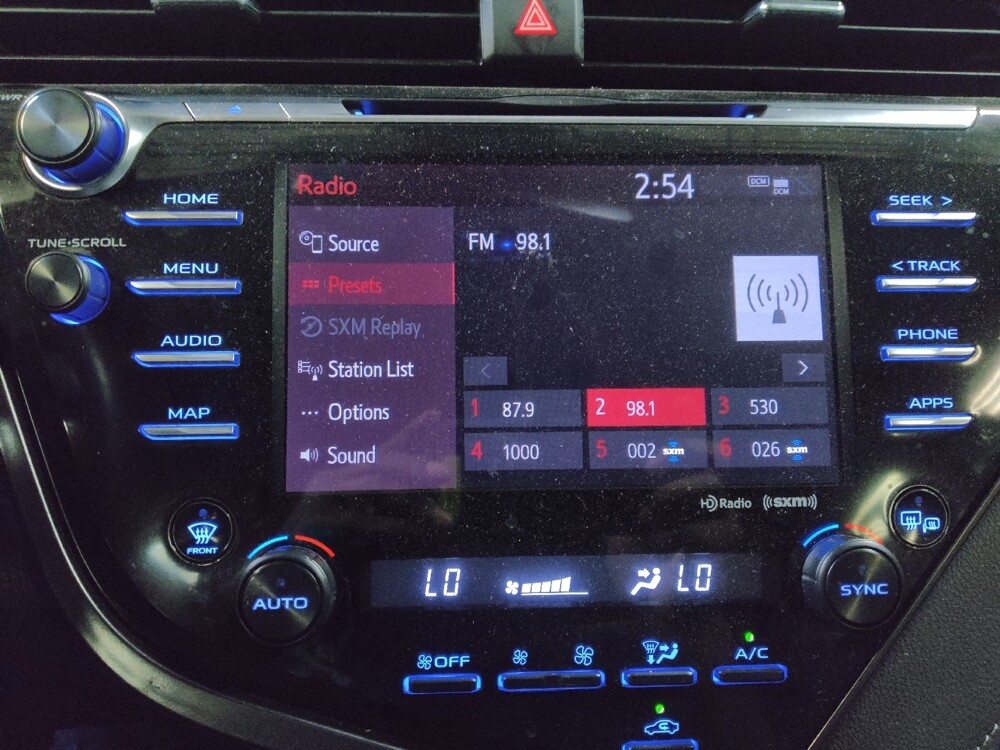 PWR
Radio
2:54
DCM
DCM
HOME
TUNE•SCROLL
MENU
AUDIO
MAP
Source
Presets
SXM Replay
Station List
Options
Sound
FM 98.1
1 87.9
2 98.1
3 530
4 1000
5 002 sxm
6 026 sxm
SEEK >
< TRACK
PHONE
APPS
HD Radio ((sxm))
FRONT
AUTO
LO
LO
SYNC
OFF
A/C